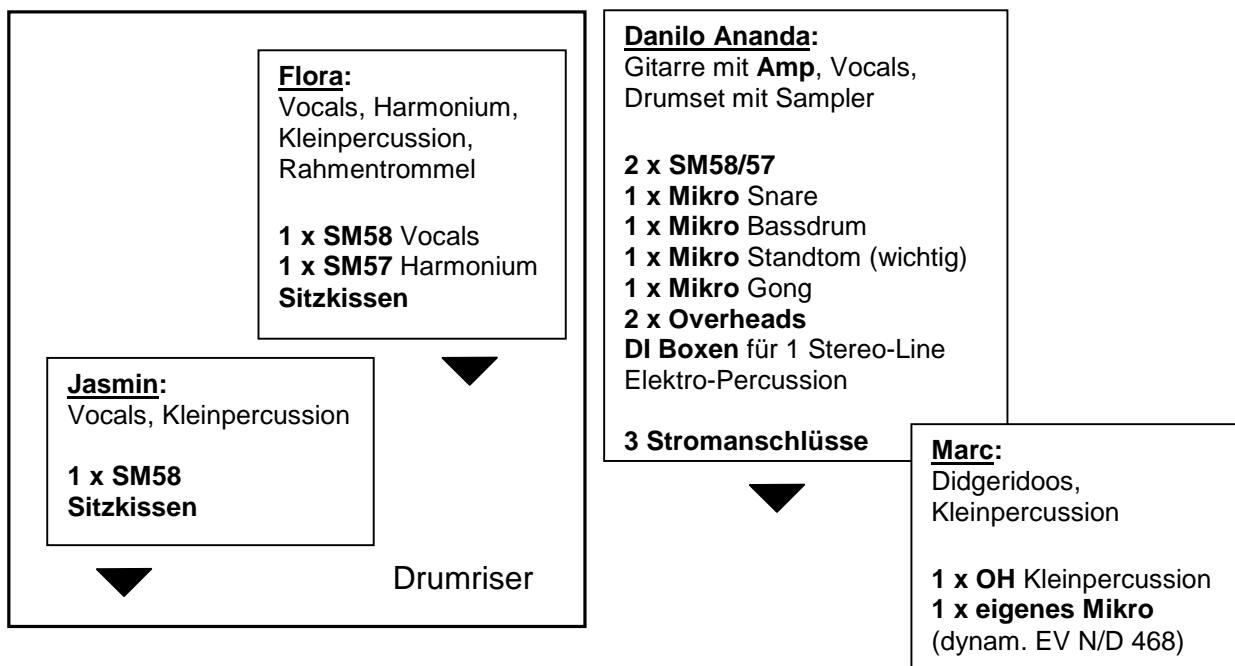 Flora:
Vocals, Harmonium,
Kleinpercussion,
Rahmentrommel
1 x SM58 Vocals
1 x SM57 Harmonium
Sitzkissen
Jasmin:
Vocals, Kleinpercussion
1 x SM58
Sitzkissen
Drumriser
Danilo Ananda:
Gitarre mit Amp, Vocals,
Drumset mit Sampler
2 x SM58/57
1 x Mikro Snare
1 x Mikro Bassdrum
1 x Mikro Standtom (wichtig)
1 x Mikro Gong
2 x Overheads
DI Boxen für 1 Stereo-Line
Elektro-Percussion
3 Stromanschlüsse
Marc:
Didgeridoos,
Kleinpercussion
1 x OH Kleinpercussion
1 x eigenes Mikro
(dynam. EV N/D 468)